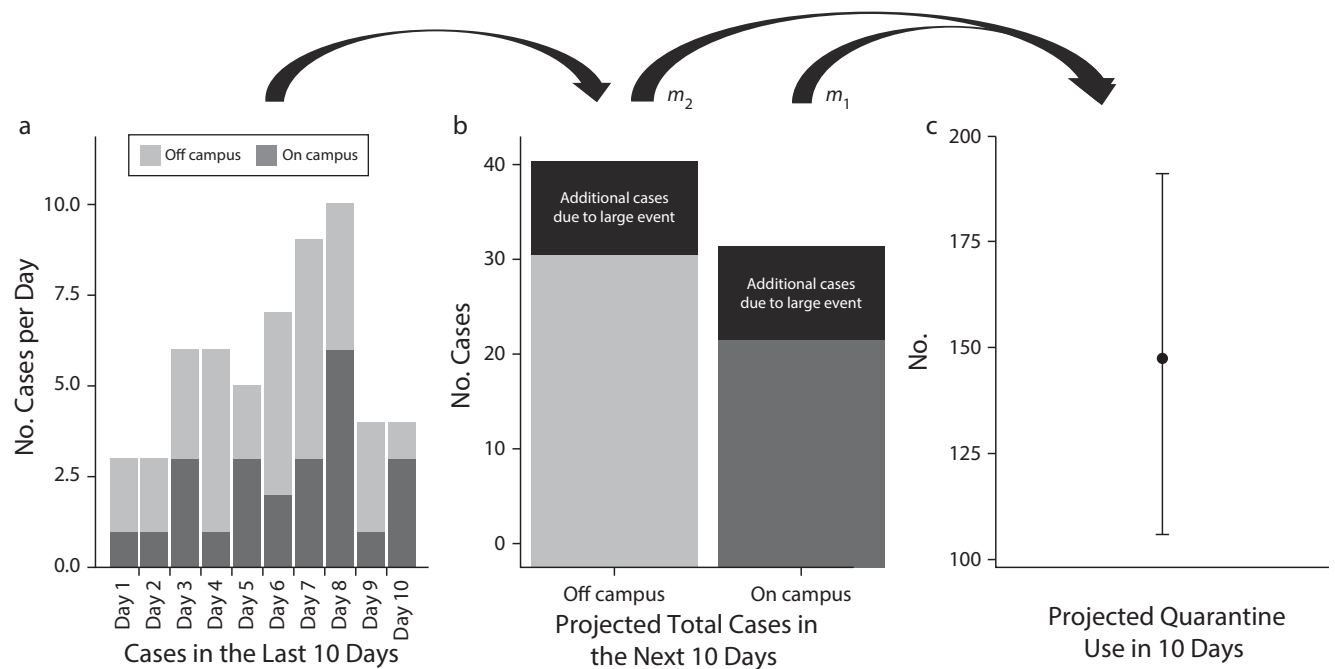 m2
m1
a
Off campus
On campus
No. Cases per Day
10.0
7.5
5.0
2.5
0.0
Day 1
Day 2
Day 3
Day 4
Day 5
Day 6
Day 7
Day 8
Day 9
Day 10
Cases in the Last 10 Days
b
No. Cases
40
30
20
10
0
Additional cases
due to large event
Additional cases
due to large event
Off campus
On campus
Projected Total Cases in
the Next 10 Days
c
No.
200
175
150
125
100
Projected Quarantine
Use in 10 Days